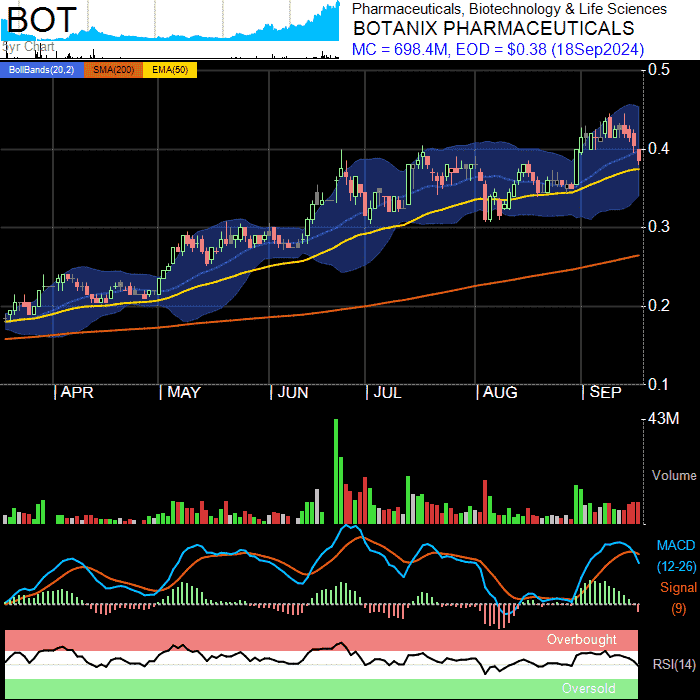 BOT
5yr Chart
Pharmaceuticals, Biotechnology & Life Sciences
BOTANIX PHARMACEUTICALS
MC = 698.4M, EOD = $0.38 (18Sep2024)
BollBands(20,2) SMA(200) EMA(50)
0.5
0.4
0.3
0.2
0.1
APR MAY JUN JUL AUG SEP
43M
Volume
MACD
(12-26)
Signal
(9)
Overbought
RSI(14)
Oversold